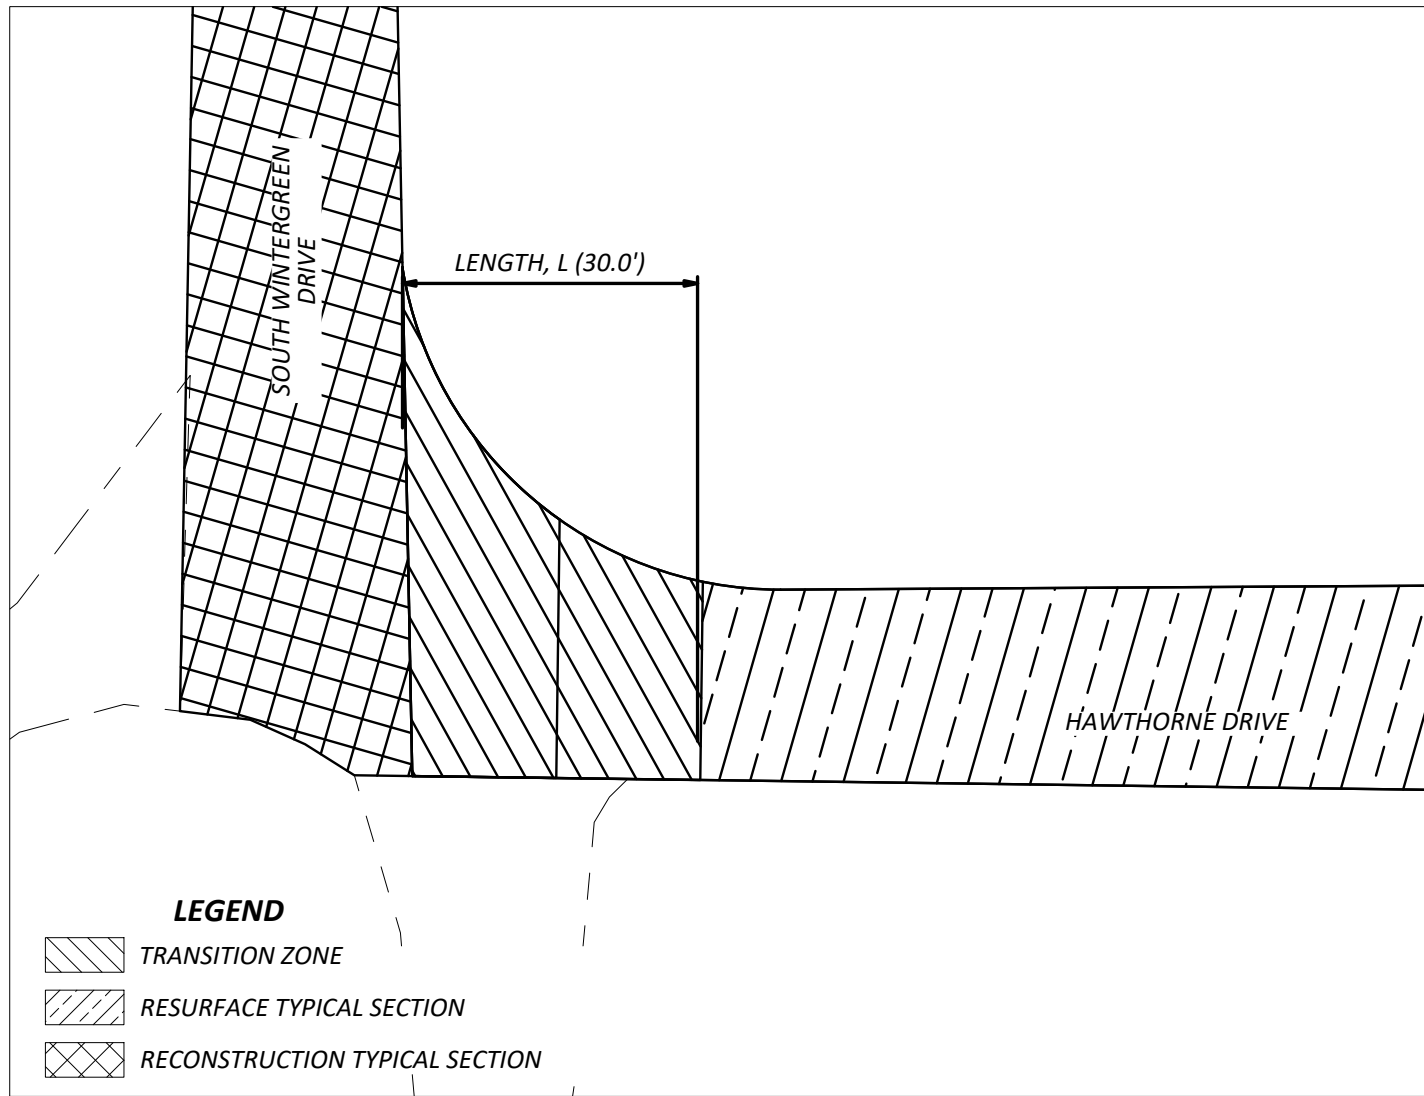 SOUTH WINTERGREEN
DRIVE
LENGTH, L (30.0')
HAWTHORNE DRIVE
LEGEND
TRANSITION ZONE
RESURFACE TYPICAL SECTION
RECONSTRUCTION TYPICAL SECTION